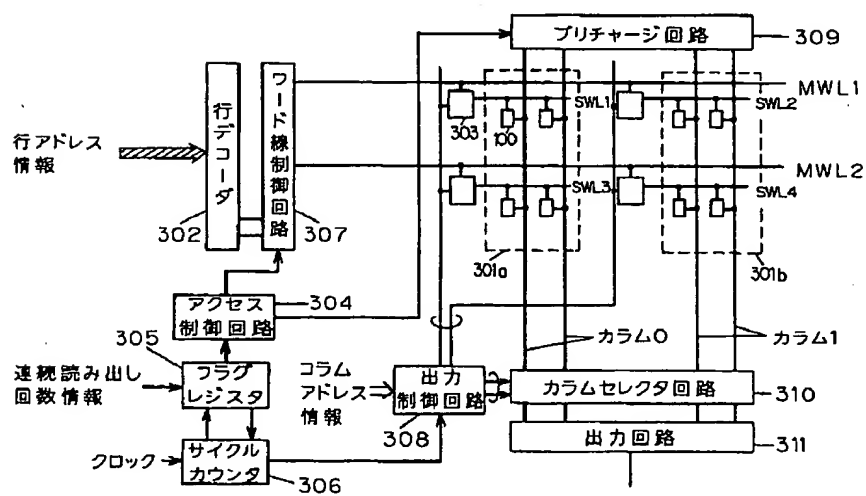 プリチャージ回路
309
MWL1
SWL1
SWL2
303
100
行デコーダ
ワード線制御回路
行アドレス
情報
302
307
MWL2
SWL3
SWL4
301a
301b
アクセス
制御回路
304
305
カラム0
カラム1
連続読み出し
回数情報
フラグ
レジスタ
コラム
アドレス
情報
出力
制御回路
308
カラムセレクタ回路
310
クロック
サイクル
カウンタ
306
出力回路
311